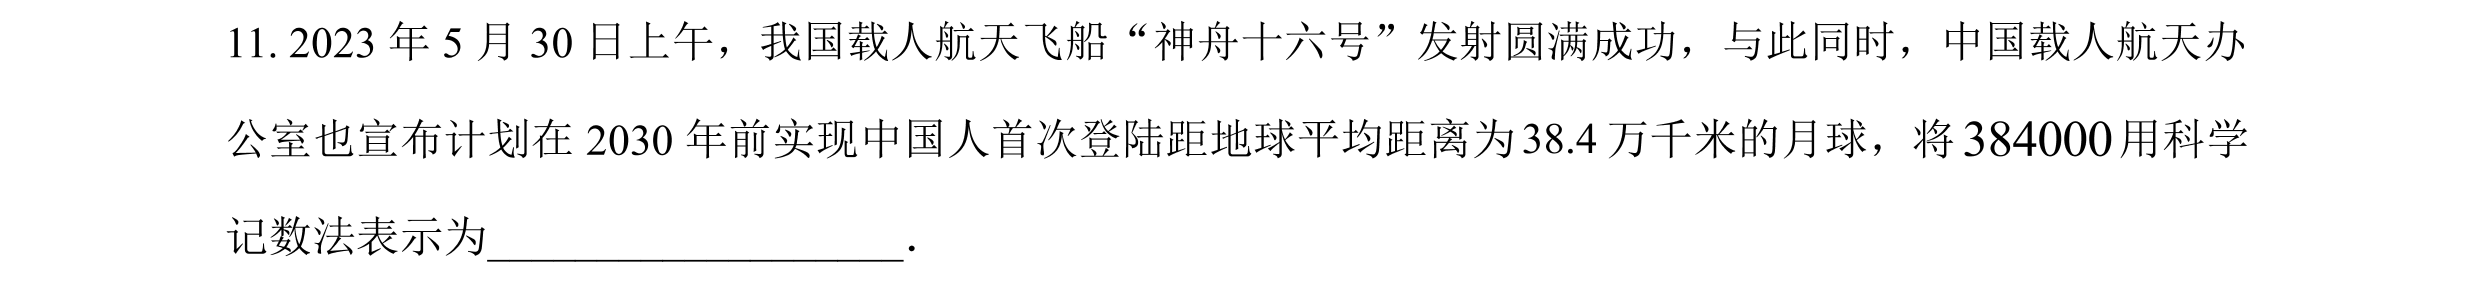 11. 2023 年 5 月 30 日上午，我国载人航天飞船“神舟十六号”发射圆满成功，与此同时，中国载人航天办
公室也宣布计划在 2030 年前实现中国人首次登陆距地球平均距离为38.4万千米的月球，将384000用科学
记数法表示为___________________．